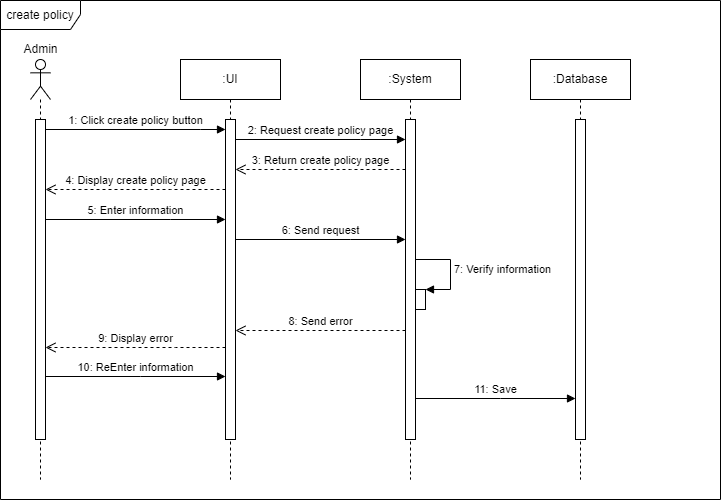 create policy
Admin
:UI
:System
:Database
1: Click create policy button
2: Request create policy page
3: Return create policy page
4: Display create policy page
5: Enter information
6: Send request
7: Verify information
8: Send error
9: Display error
10: ReEnter information
11: Save